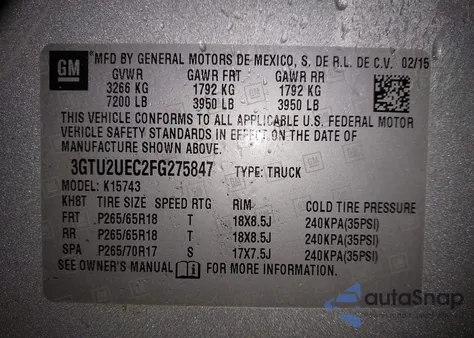 GM
MFD BY GENERAL MOTORS DE MEXICO, S. DE R.L. DE C.V. 02/15
GVWR GAWR FRT GAWR RR
3266 KG 1792 KG 1792 KG
7200 LB 3950 LB 3950 LB
THIS VEHICLE CONFORMS TO ALL APPLICABLE U.S. FEDERAL MOTOR
VEHICLE SAFETY STANDARDS IN EFFECT ON THE DATE OF
MANUFACTURE SHOWN ABOVE.
3GTU2UEC2FG275847 TYPE: TRUCK
MODEL: K15743
KH8T TIRE SIZE SPEED RTG RIM COLD TIRE PRESSURE
FRT P265/65R18 T 18X8.5J 240KPA(35PSI)
RR P265/65R18 T 18X8.5J 240KPA(35PSI)
SPA P265/70R17 S 17X7.5J 240KPA(35PSI)
SEE OWNER'S MANUAL FOR MORE INFORMATION
autoSnap